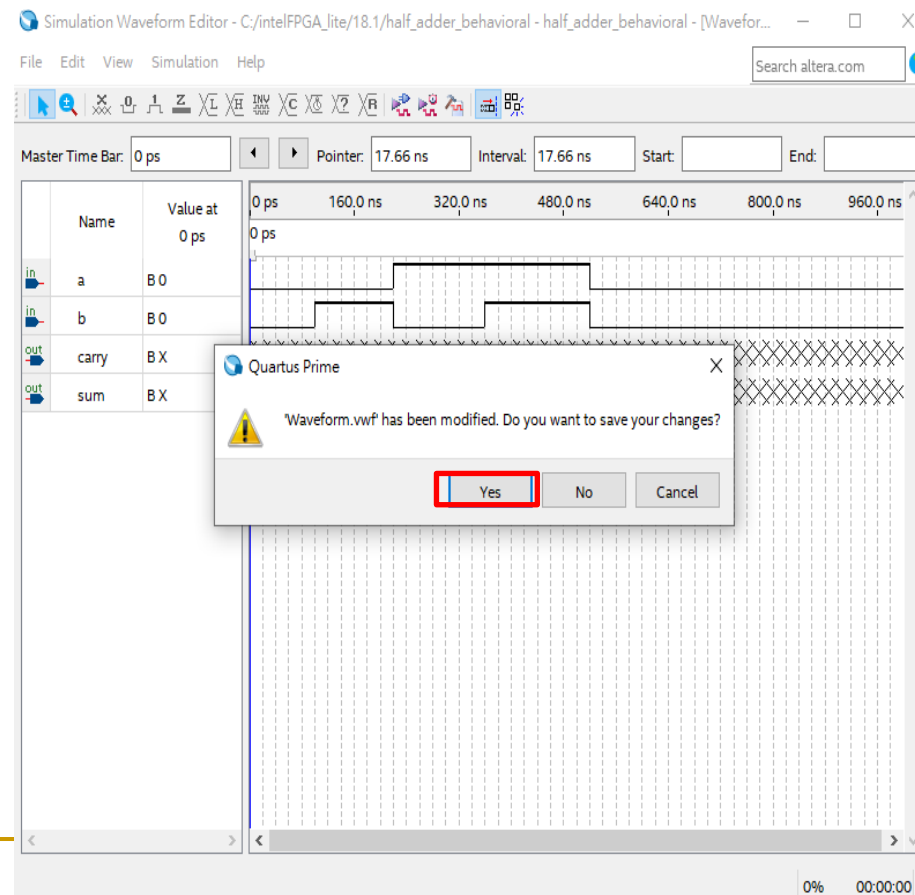 Simulation Waveform Editor - C:/intelFPGA_lite/18.1/half_adder_behavioral - half_adder_behavioral - [Wavefor...
File Edit View Simulation Help
Search altera.com
Master Time Bar: 0 ps Pointer: 17.66 ns Interval: 17.66 ns Start: End:
Name Value at 0 ps
0 ps 160.0 ns 320.0 ns 480.0 ns 640.0 ns 800.0 ns 960.0 ns
0 ps
in a B 0
in b B 0
out carry B X
out sum B X
Quartus Prime
'Waveform.vwf' has been modified. Do you want to save your changes?
Yes No Cancel
0% 00:00:00